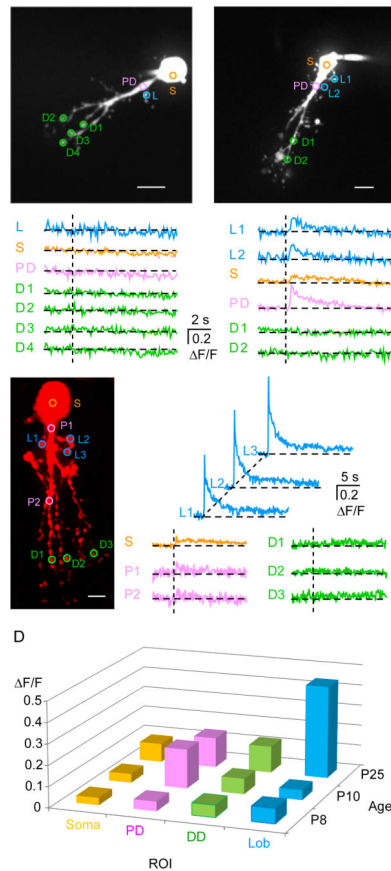 S
PD
L
D2
D1
D3
D4
S
L1
PD
L2
D1
D2
L
S
PD
D1
D2
D3
D4
2 s
0.2
ΔF/F
L1
L2
S
PD
D1
D2
S
P1
L1
L2
L3
P2
D1
D2
D3
L3
L2
L1
5 s
0.2
ΔF/F
S
P1
P2
D1
D2
D3
D
ΔF/F
0.5
0.4
0.3
0.2
0.1
0
Soma
PD
DD
Lob
P8
P10
P25
Age
ROI